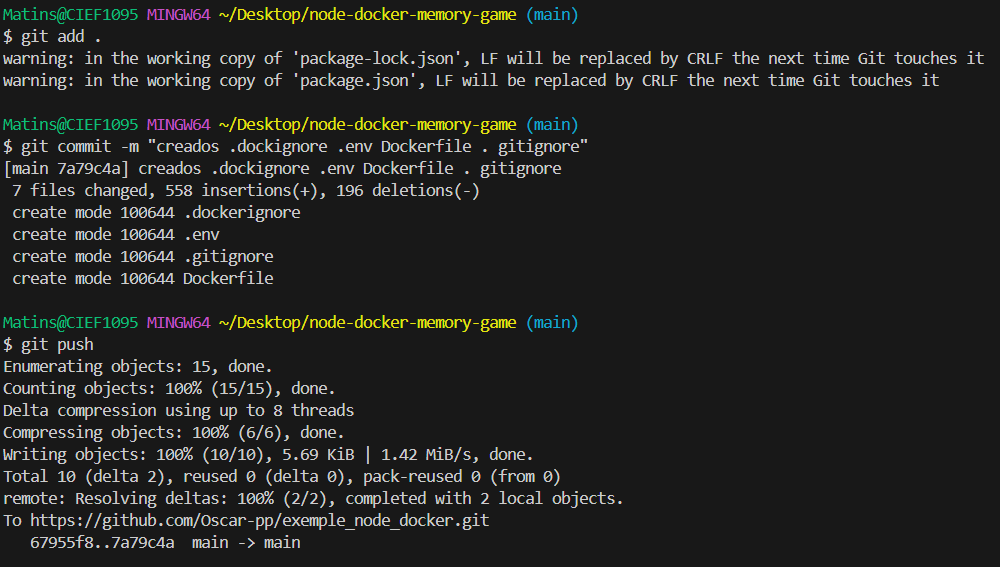 Matins@CIEF1095 MINGW64 ~/Desktop/node-docker-memory-game (main)
$ git add .
warning: in the working copy of 'package-lock.json', LF will be replaced by CRLF the next time Git touches it
warning: in the working copy of 'package.json', LF will be replaced by CRLF the next time Git touches it
Matins@CIEF1095 MINGW64 ~/Desktop/node-docker-memory-game (main)
$ git commit -m "creados .dockignore .env Dockerfile . gitignore"
[main 7a79c4a] creados .dockignore .env Dockerfile . gitignore
7 files changed, 558 insertions(+), 196 deletions(-)
create mode 100644 .dockerignore
create mode 100644 .env
create mode 100644 .gitignore
create mode 100644 Dockerfile
Matins@CIEF1095 MINGW64 ~/Desktop/node-docker-memory-game (main)
$ git push
Enumerating objects: 15, done.
Counting objects: 100% (15/15), done.
Delta compression using up to 8 threads
Compressing objects: 100% (6/6), done.
Writing objects: 100% (10/10), 5.69 KiB | 1.42 MiB/s, done.
Total 10 (delta 2), reused 0 (delta 0), pack-reused 0 (from 0)
remote: Resolving deltas: 100% (2/2), completed with 2 local objects.
To https://github.com/Oscar-pp/exemple_node_docker.git
67955f8..7a79c4a  main -> main